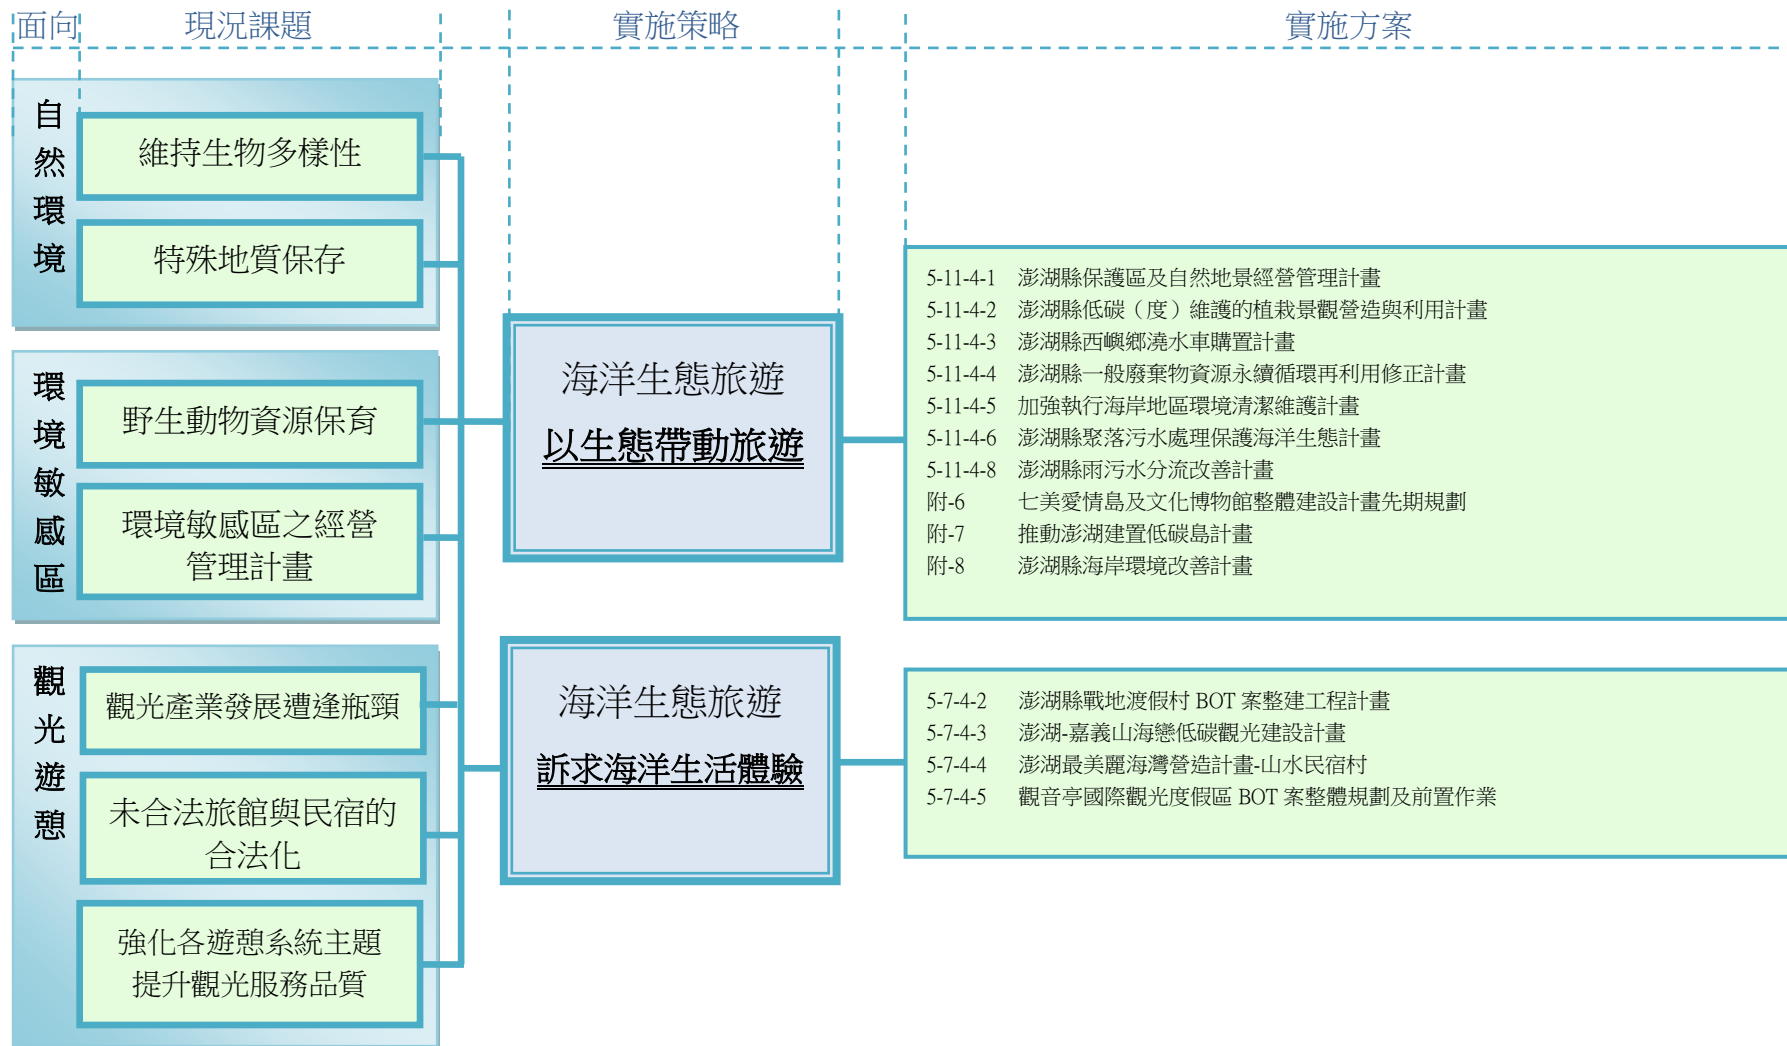 面向 現況課題 實施策略 實施方案
自然環境
維持生物多樣性
特殊地質保存
環境敏感區
野生動物資源保育
環境敏感區之經營
管理計畫
觀光遊憩
觀光產業發展遭逢瓶頸
未合法旅館與民宿的
合法化
強化各遊憩系統主題
提升觀光服務品質
海洋生態旅遊
以生態帶動旅遊
海洋生態旅遊
訴求海洋生活體驗
5-11-4-1 澎湖縣保護區及自然地景經營管理計畫
5-11-4-2 澎湖縣低碳（度）維護的植栽景觀營造與利用計畫
5-11-4-3 澎湖縣西嶼鄉澆水車購置計畫
5-11-4-4 澎湖縣一般廢棄物資源永續循環再利用修正計畫
5-11-4-5 加強執行海岸地區環境清潔維護計畫
5-11-4-6 澎湖縣聚落污水處理保護海洋生態計畫
5-11-4-8 澎湖縣雨污水分流改善計畫
附-6 七美愛情島及文化博物館整體建設計畫先期規劃
附-7 推動澎湖建置低碳島計畫
附-8 澎湖縣海岸環境改善計畫
5-7-4-2 澎湖縣戰地渡假村 BOT 案整建工程計畫
5-7-4-3 澎湖-嘉義山海戀低碳觀光建設計畫
5-7-4-4 澎湖最美麗海灣營造計畫-山水民宿村
5-7-4-5 觀音亭國際觀光度假區 BOT 案整體規劃及前置作業